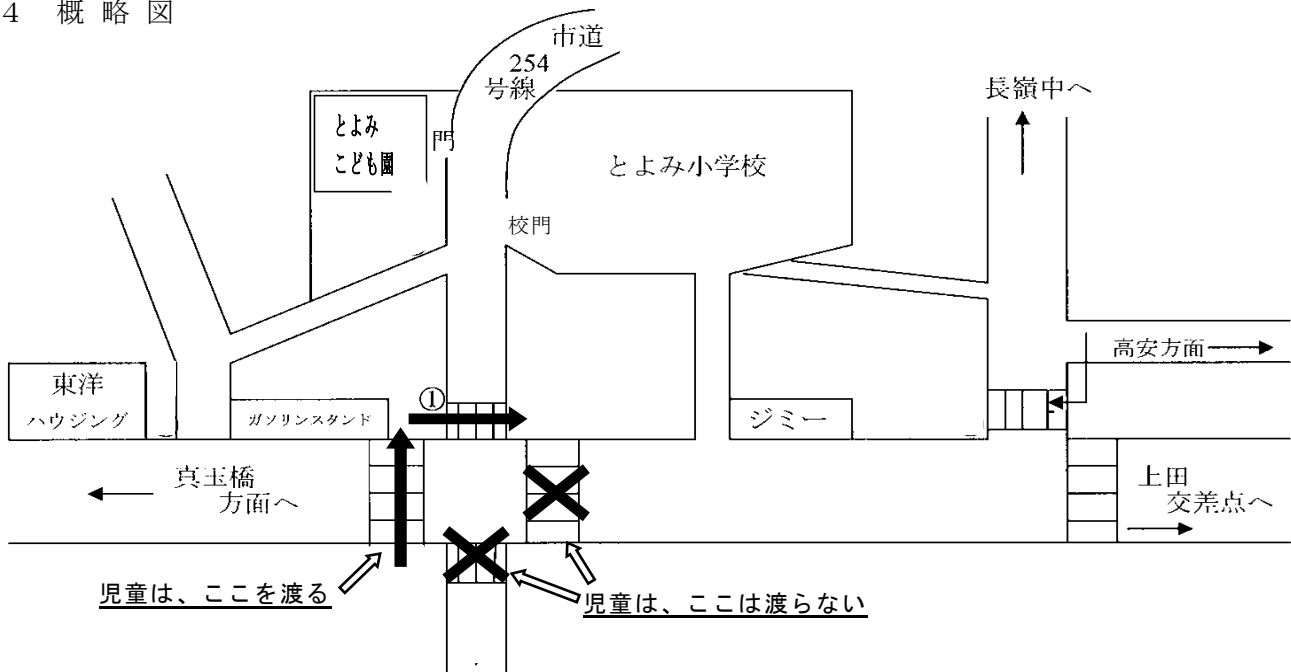 4 概略図
市道
254
号線
長嶺中へ
とよみ
こども園
門
とよみ小学校
校門
高安方面
東洋
ハウジング
ガソリンスタンド
①
ジミー
真玉橋
方面へ
上田
交差点へ
児童は、ここを渡る
児童は、ここは渡らない